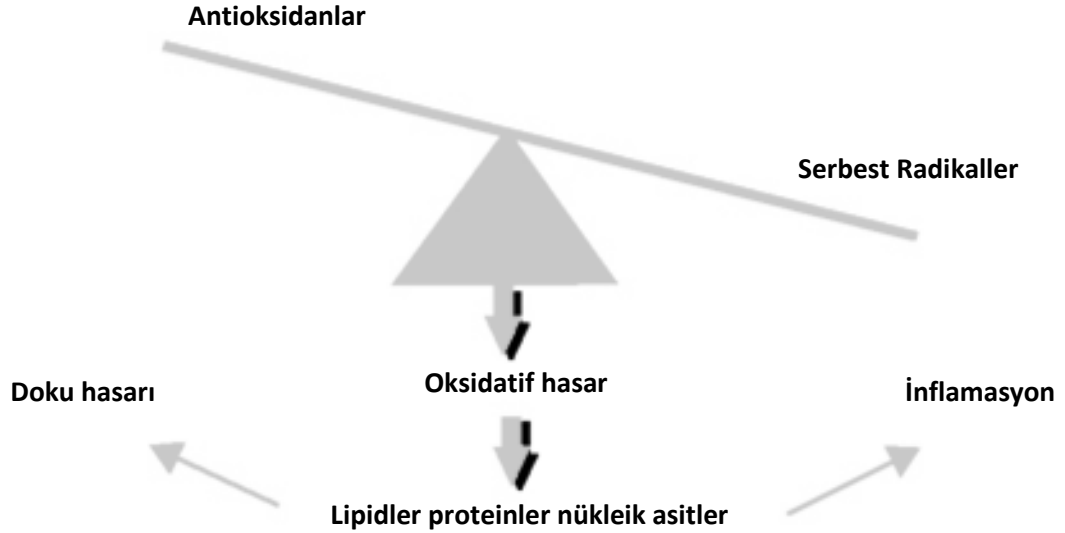 Antioksidanlar
Serbest Radikaller
Oksidatif hasar
Doku hasarı
İnflamasyon
Lipidler proteinler nükleik asitler